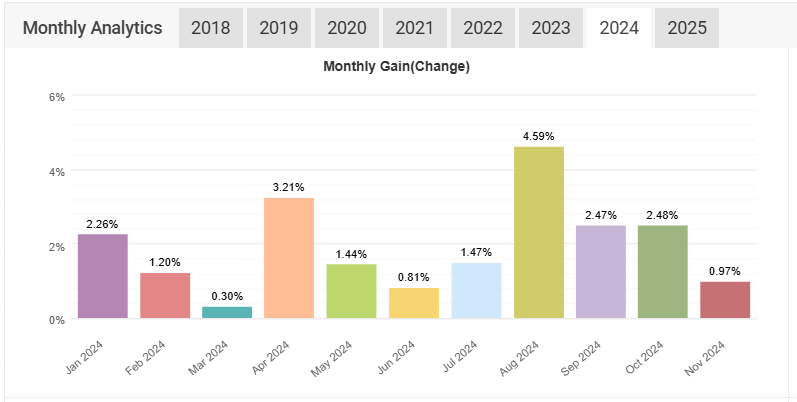 Monthly Analytics 2018 2019 2020 2021 2022 2023 2024 2025
Monthly Gain(Change)
6%
4%
2%
0%
2.26%
1.20%
0.30%
3.21%
1.44%
0.81%
1.47%
4.59%
2.47%
2.48%
0.97%
Jan 2024
Feb 2024
Mar 2024
Apr 2024
May 2024
Jun 2024
Jul 2024
Aug 2024
Sep 2024
Oct 2024
Nov 2024